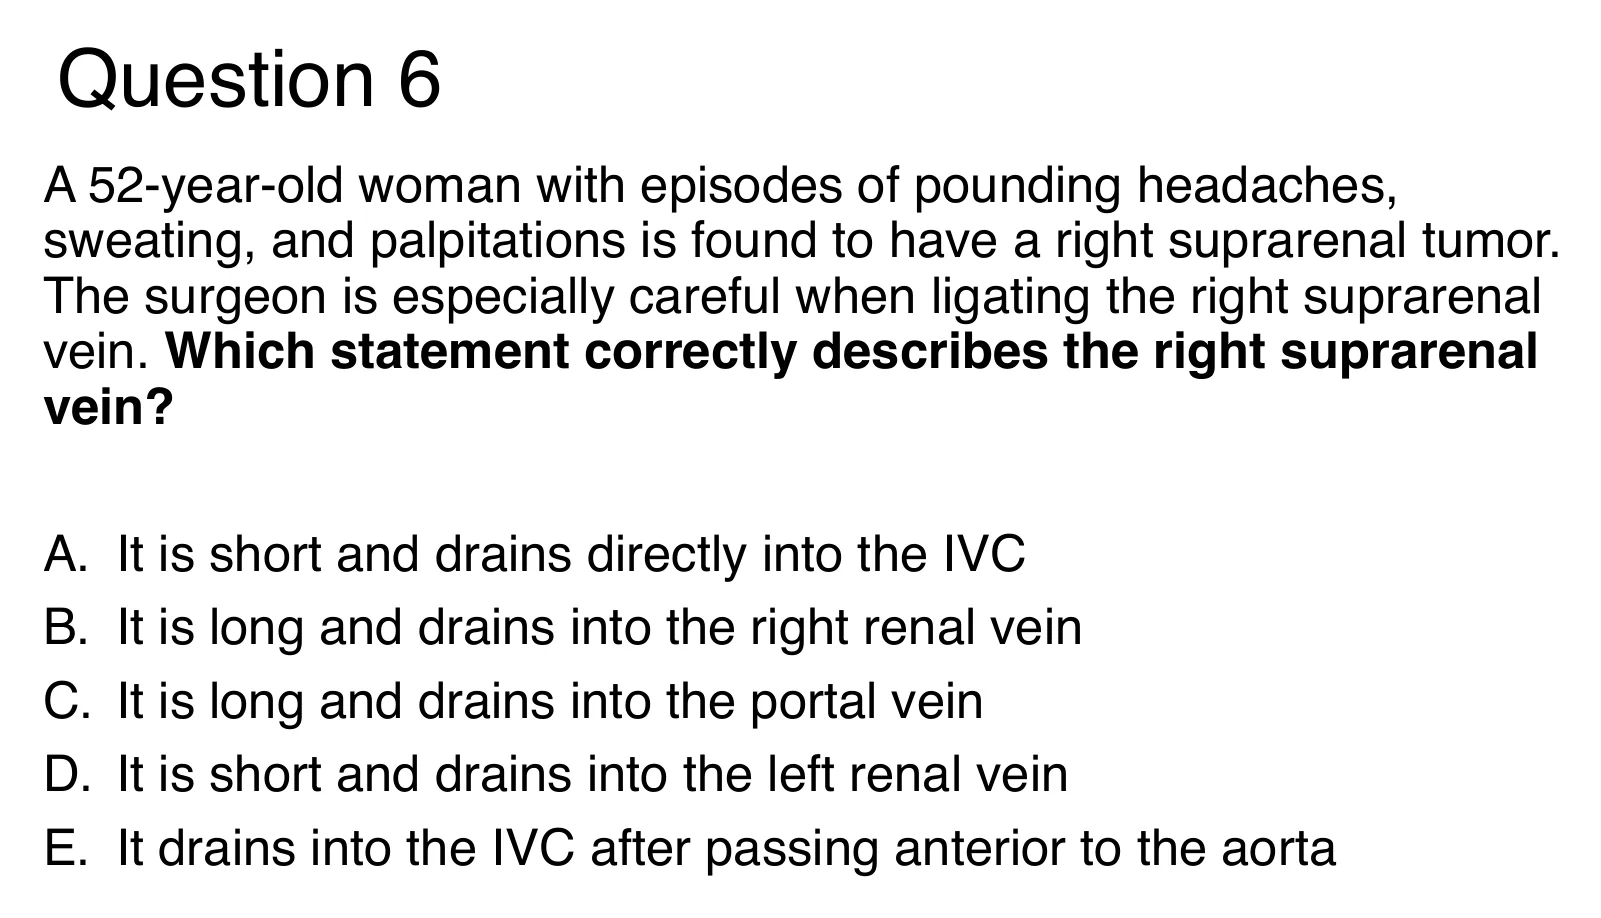 Question 6
A 52-year-old woman with episodes of pounding headaches,
sweating, and palpitations is found to have a right suprarenal tumor.
The surgeon is especially careful when ligating the right suprarenal
vein. Which statement correctly describes the right suprarenal
vein?
A. It is short and drains directly into the IVC
B. It is long and drains into the right renal vein
C. It is long and drains into the portal vein
D. It is short and drains into the left renal vein
E. It drains into the IVC after passing anterior to the aorta